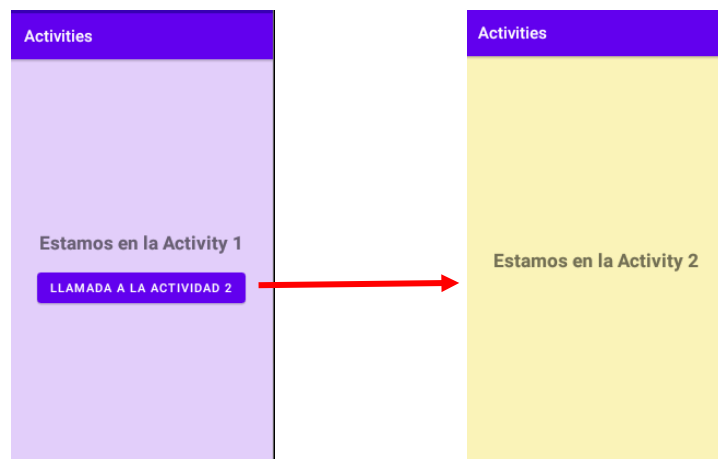 Activities
Estamos en la Activity 1
LLAMADA A LA ACTIVIDAD 2
Activities
Estamos en la Activity 2